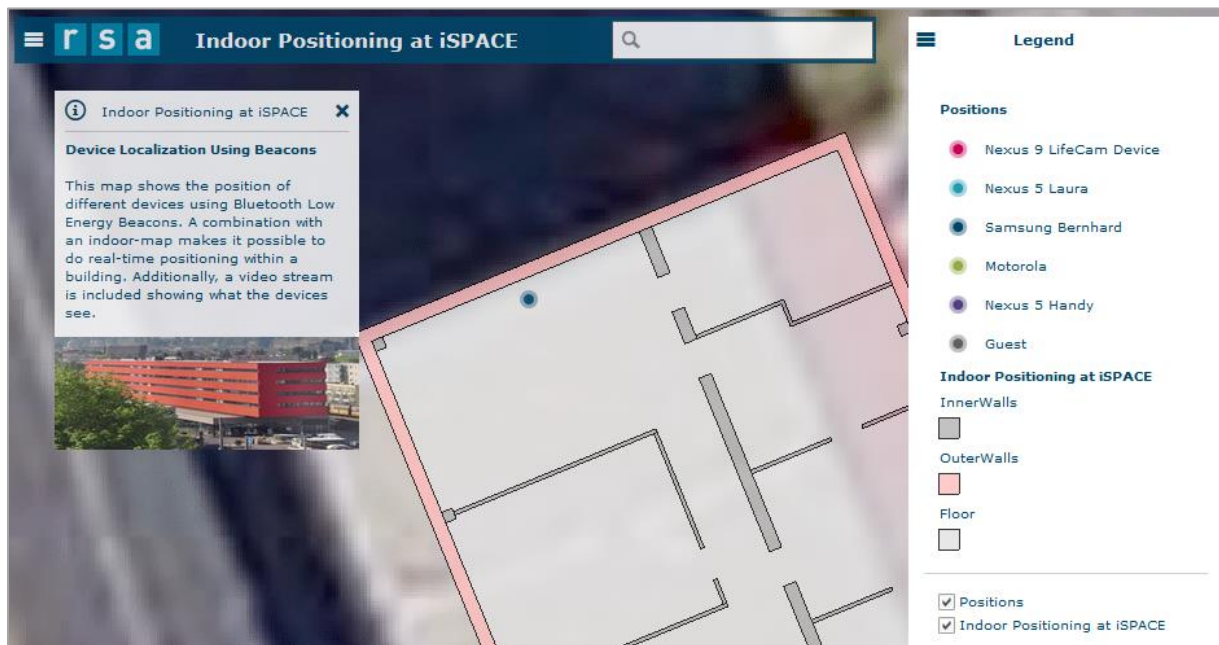 rsa Indoor Positioning at iSPACE
Indoor Positioning at iSPACE
Device Localization Using Beacons
This map shows the position of
different devices using Bluetooth Low
Energy Beacons. A combination with
an indoor-map makes it possible to
do real-time positioning within a
building. Additionally, a video stream
is included showing what the devices
see.
Legend
Positions
Nexus 9 LifeCam Device
Nexus 5 Laura
Samsung Bernhard
Motorola
Nexus 5 Handy
Guest
Indoor Positioning at iSPACE
InnerWalls
OuterWalls
Floor
Positions
Indoor Positioning at iSPACE